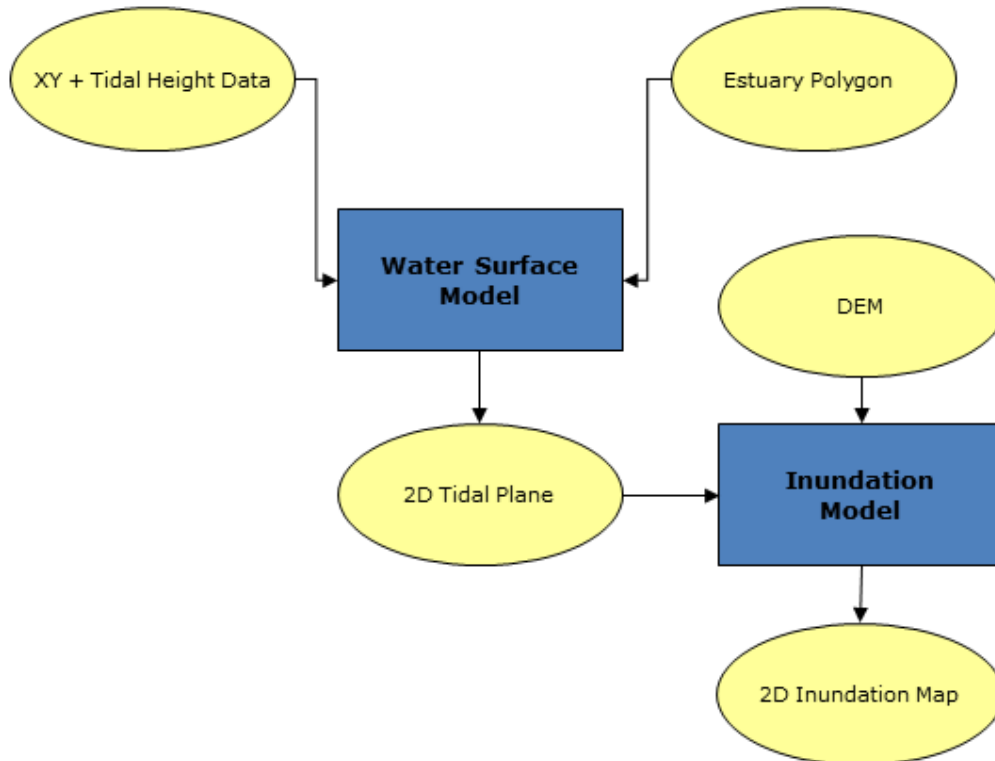 XY + Tidal Height Data
Estuary Polygon
Water Surface
Model
DEM
2D Tidal Plane
Inundation
Model
2D Inundation Map